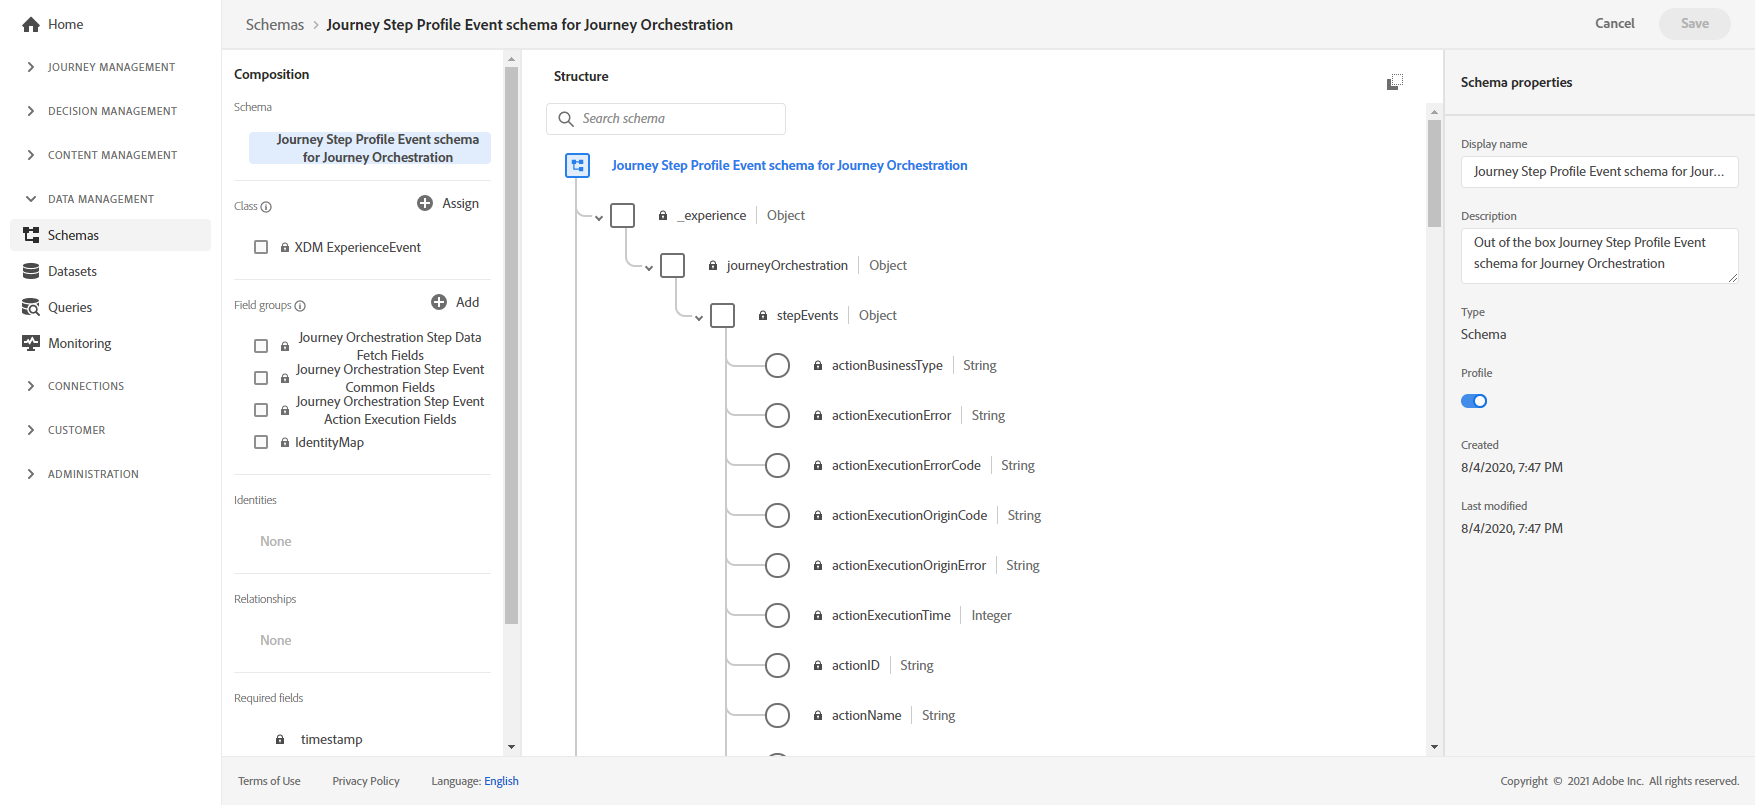 Home
JOURNEY MANAGEMENT
DECISION MANAGEMENT
CONTENT MANAGEMENT
DATA MANAGEMENT
Schemas
Datasets
Queries
Monitoring
CONNECTIONS
CUSTOMER
ADMINISTRATION
Schemas > Journey Step Profile Event schema for Journey Orchestration
Cancel
Save
Composition
Schema
Journey Step Profile Event schema
for Journey Orchestration
Class
Assign
XDM ExperienceEvent
Field groups
Add
Journey Orchestration Step Data
Fetch Fields
Journey Orchestration Step Event
Common Fields
Journey Orchestration Step Event
Action Execution Fields
IdentityMap
Identities
None
Relationships
None
Required fields
timestamp
Structure
Search schema
Journey Step Profile Event schema for Journey Orchestration
_experience Object
journeyOrchestration Object
stepEvents Object
actionBusinessType String
actionExecutionError String
actionExecutionErrorCode String
actionExecutionOriginCode String
actionExecutionOriginError String
actionExecutionTime Integer
actionID String
actionName String
Schema properties
Display name
Journey Step Profile Event schema for Jour...
Description
Out of the box Journey Step Profile Event
schema for Journey Orchestration
Type
Schema
Profile
Created
8/4/2020, 7:47 PM
Last modified
8/4/2020, 7:47 PM
Terms of Use
Privacy Policy
Language: English
Copyright © 2021 Adobe Inc. All rights reserved.